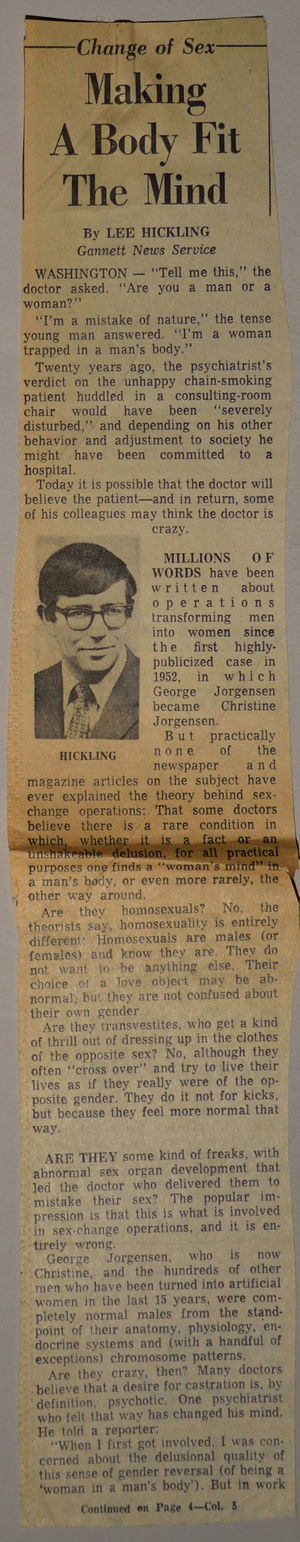 Change of Sex
Making
A Body Fit
The Mind
By LEE HICKLING
Gannett News Service
WASHINGTON — "Tell me this," the
doctor asked. "Are you a man or a
woman?"
"I'm a mistake of nature," the tense
young man answered. "I'm a woman
trapped in a man's body."
Twenty years ago, the psychiatrist's
verdict on the unhappy chain-smoking
patient huddled in a consulting-room
chair would have been "severely
disturbed," and depending on his other
behavior and adjustment to society he
might have been committed to a
hospital.
Today it is possible that the doctor will
believe the patient—and in return, some
of his colleagues may think the doctor is
crazy.
MILLIONS OF
WORDS have been
written about
operations
transforming men
into women since
the first highly-
publicized case in
1952, in which
George Jorgensen
became Christine
Jorgensen.
But practically
none of the
newspaper and
HICKLING
magazine articles on the subject have
ever explained the theory behind sex-
change operations: That some doctors
believe there is a rare condition in
which, whether it is a fact or an
unshakeable delusion, for all practical
purposes one finds a "woman's mind" in
a man's body, or even more rarely, the
other way around.
Are they homosexuals? No, the
theorists say, homosexuality is entirely
different: Homosexuals are males (or
females) and know they are. They do
not want to be anything else. Their
choice of a love object may be ab-
normal, but they are not confused about
their own gender.
Are they transvestites, who get a kind
of thrill out of dressing up in the clothes
of the opposite sex? No, although they
often "cross over" and try to live their
lives as if they really were of the op-
posite gender. They do it not for kicks,
but because they feel more normal that
way.
ARE THEY some kind of freaks, with
abnormal sex organ development that
led the doctor who delivered them to
mistake their sex? The popular im-
pression is that this is what is involved
in sex-change operations, and it is en-
tirely wrong.
George Jorgensen, who is now
Christine, and the hundreds of other
men who have been turned into artificial
women in the last 15 years, were com-
pletely normal males from the stand-
point of their anatomy, physiology, en-
docrine systems and (with a handful of
exceptions) chromosome patterns.
Are they crazy, then? Many doctors
believe that a desire for castration is, by
definition, psychotic. One psychiatrist
who felt that way has changed his mind.
He told a reporter:
"When I first got involved, I was con-
cerned about the delusional quality of
this sense of gender reversal (of being a
'woman in a man's body'). But in work
Continued on Page 4—Col. 5